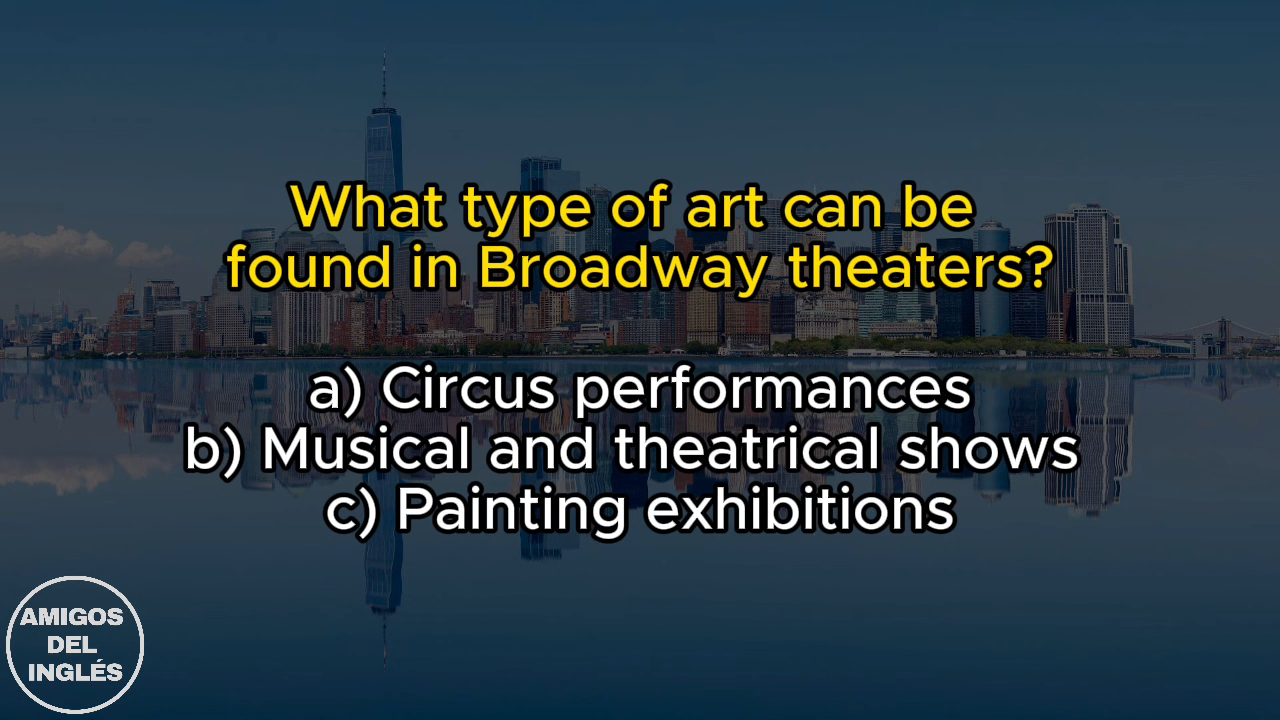 What type of art can be
found in Broadway theaters?
a) Circus performances
b) Musical and theatrical shows
c) Painting exhibitions
AMIGOS
DEL
INGLÉS